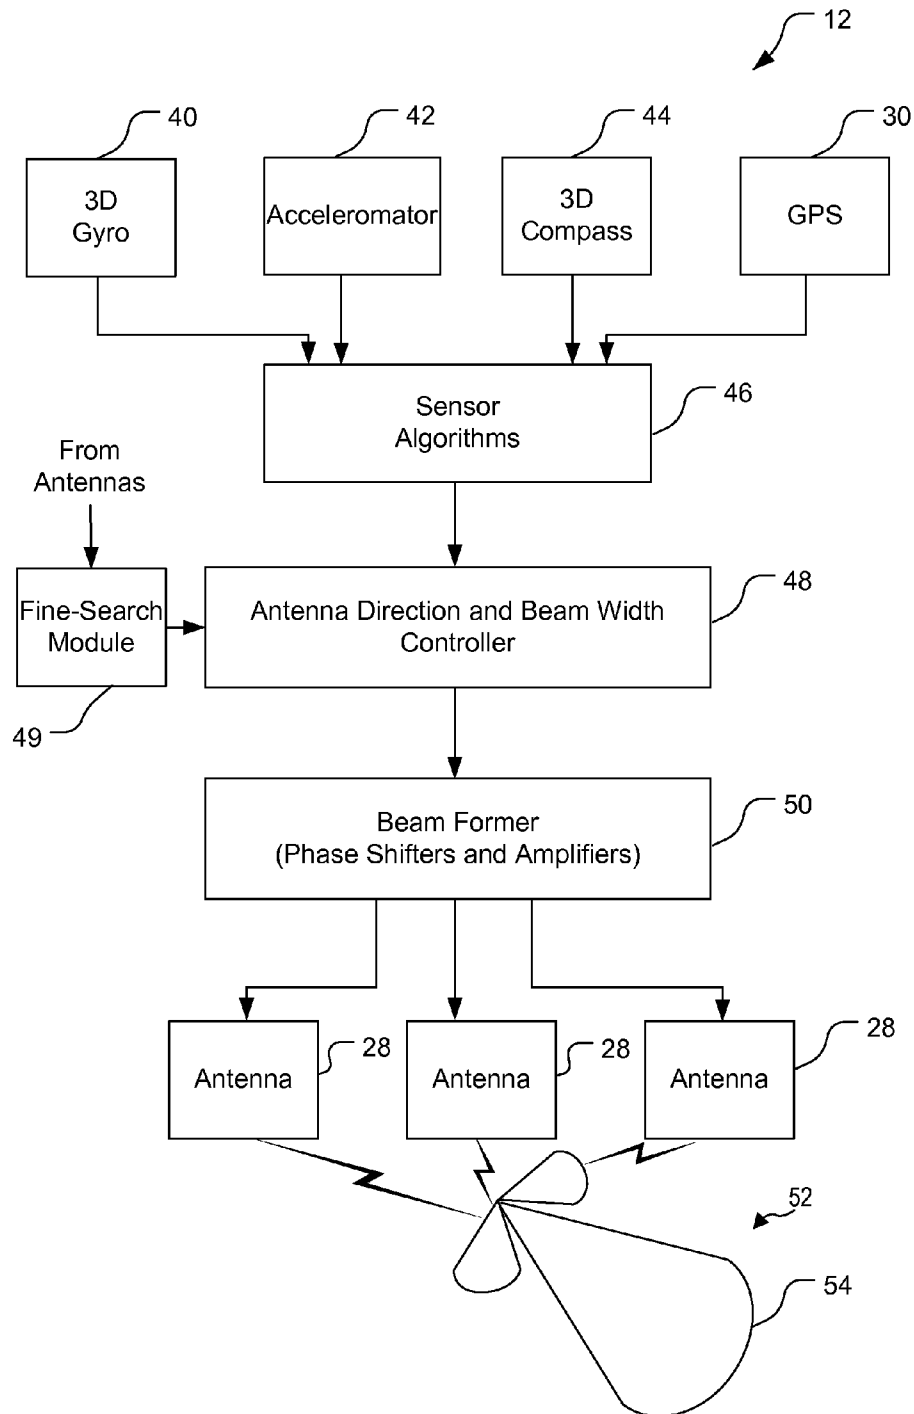 12
40
42
44
30
3D
Gyro
Acceleromator
3D
Compass
GPS
Sensor
Algorithms
46
From
Antennas
Fine-Search
Module
49
Antenna Direction and Beam Width
Controller
48
Beam Former
(Phase Shifters and Amplifiers)
50
Antenna
28
Antenna
28
Antenna
28
52
54